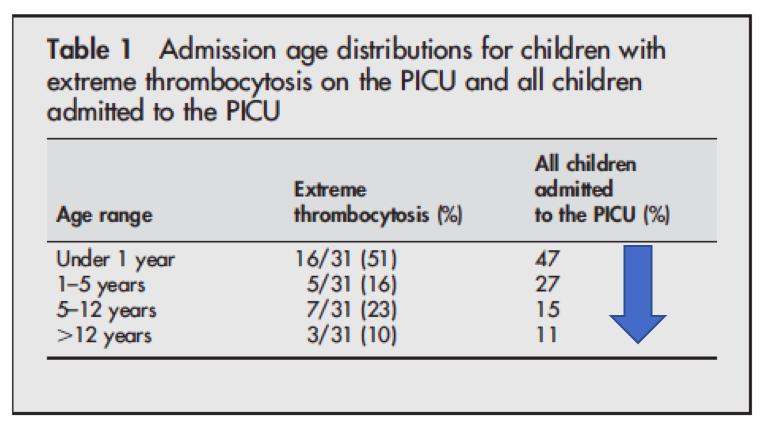 Table 1 Admission age distributions for children with
extreme thrombocytosis on the PICU and all children
admitted to the PICU
Age range Extreme thrombocytosis (%) All children admitted to the PICU (%)
Under 1 year 16/31 (51) 47
1–5 years 5/31 (16) 27
5–12 years 7/31 (23) 15
>12 years 3/31 (10) 11